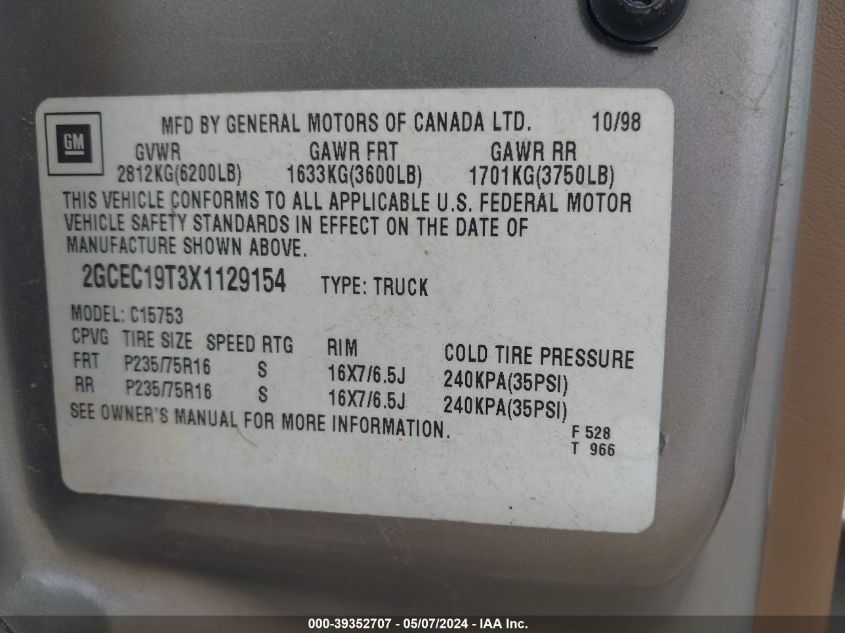 GM
MFD BY GENERAL MOTORS OF CANADA LTD. 10/98
GVWR GAWR FRT GAWR RR
2812KG(6200LB) 1633KG(3600LB) 1701KG(3750LB)
THIS VEHICLE CONFORMS TO ALL APPLICABLE U.S. FEDERAL MOTOR
VEHICLE SAFETY STANDARDS IN EFFECT ON THE DATE OF
MANUFACTURE SHOWN ABOVE.
2GCEC19T3X1129154 TYPE: TRUCK
MODEL: C15753
CPVG TIRE SIZE SPEED RTG RIM COLD TIRE PRESSURE
FRT P235/75R16 S 16X7/6.5J 240KPA(35PSI)
RR P235/75R16 S 16X7/6.5J 240KPA(35PSI)
SEE OWNER'S MANUAL FOR MORE INFORMATION.
F 528
T 966
000-39352707 - 05/07/2024 - IAA Inc.